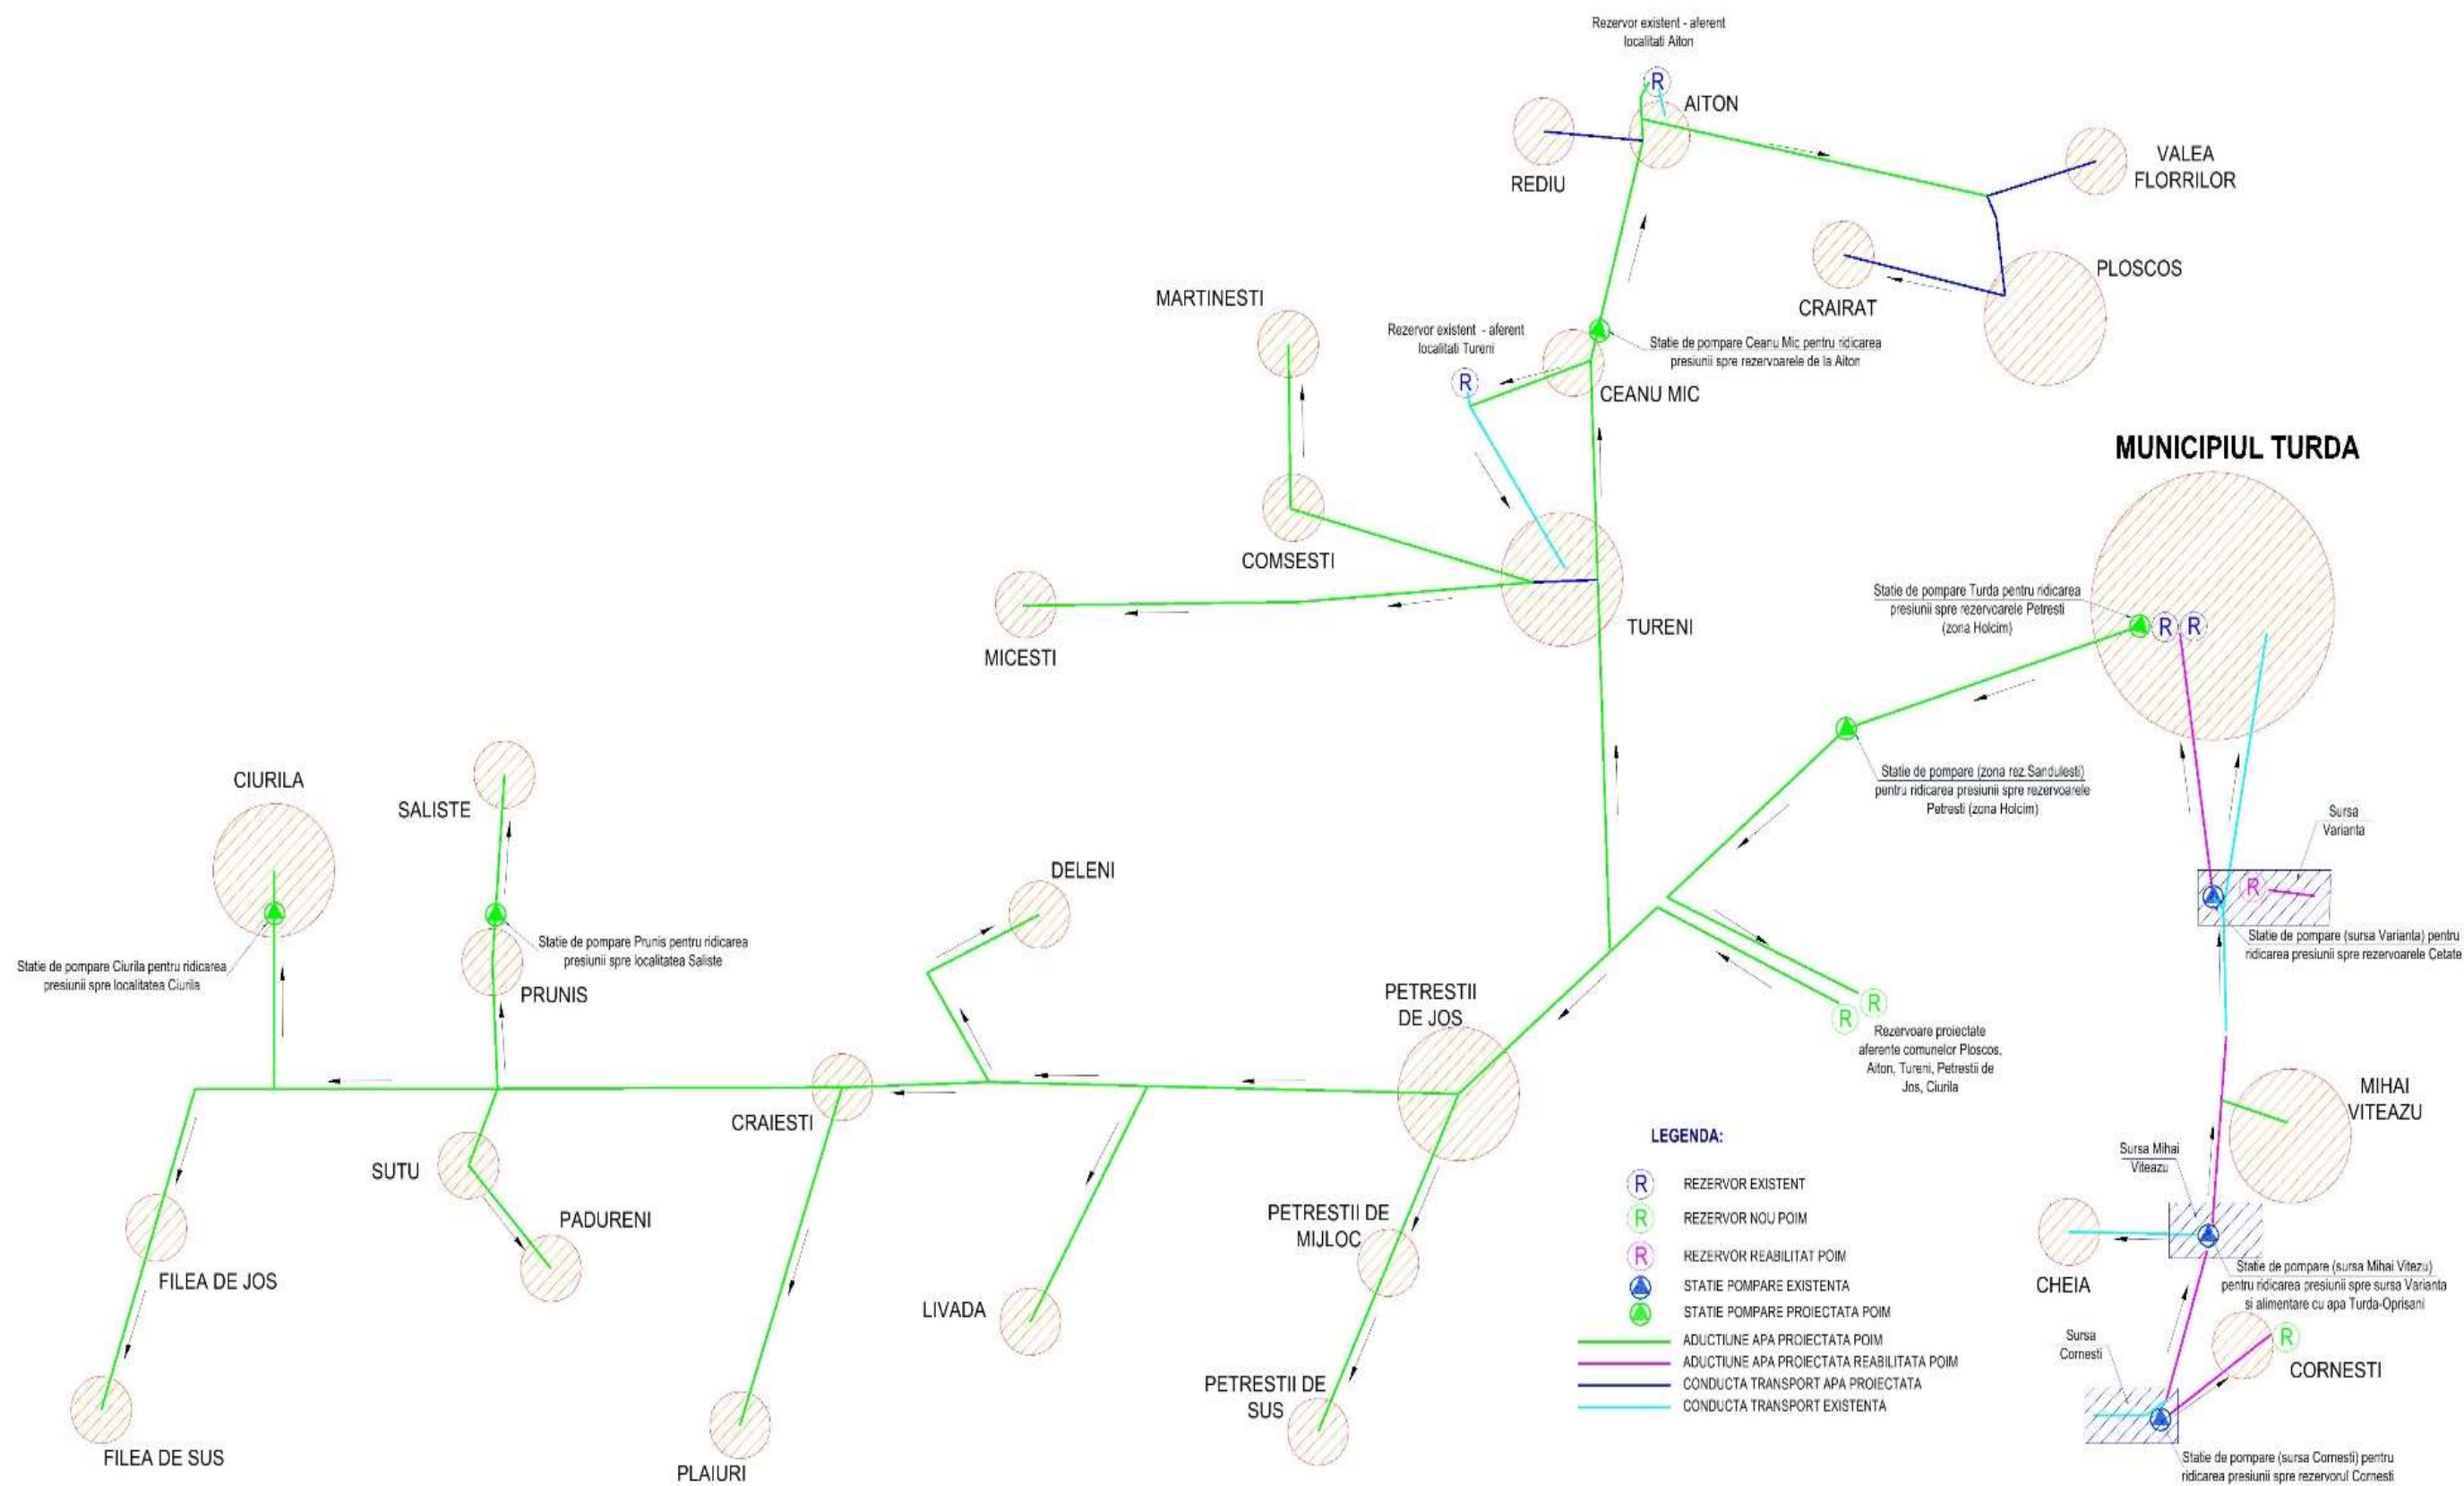 Rezervor existent - aferent
localitati Aiton
AITON
REDIU
VALEA
FLORRILOR
PLOSCOS
CRAIRAT
MARTINESTI
Rezervor existent - aferent
localitati Tureni
Statie de pompare Ceanu Mic pentru ridicarea
presiunii spre rezervoarele de la Aiton
CEANU MIC
MUNICIPIUL TURDA
COMSESTI
MICESTI
TURENI
Statie de pompare Turda pentru ridicarea
presiunii spre rezervoarele Petresti
(zona Holcim)
R
R
R
R
Statie de pompare (zona rez.Sandulesti)
pentru ridicarea presiunii spre rezervoarele
Petresti (zona Holcim)
CIURILA
SALISTE
DELENI
Sursa
Varianta
R
Statie de pompare (sursa Varianta) pentru
ridicarea presiunii spre rezervoarele Cetate
Statie de pompare Ciurila pentru ridicarea
presiunii spre localitatea Ciurila
Statie de pompare Prunis pentru ridicarea
presiunii spre localitatea Saliste
PRUNIS
PETRESTII
DE JOS
R
R
Rezervoare proiectate
aferente comunelor Ploscos,
Aiton, Tureni, Petrestii de
Jos, Ciurila
CRAIESTI
MIHAI
VITEAZU
SUTU
PADURENI
FILEA DE JOS
LIVADA
PETRESTII DE
MIJLOC
PETRESTII DE
SUS
FILEA DE SUS
PLAIURI
Sursa Mihai
Viteazu
CHEIA
Statie de pompare (sursa Mihai Vitezu)
pentru ridicarea presiunii spre sursa Varianta
si alimentare cu apa Turda-Oprisani
Sursa
Cornesti
R
CORNESTI
Statie de pompare (sursa Cornesti) pentru
ridicarea presiunii spre rezervorul Cornesti
LEGENDA:
R REZERVOR EXISTENT
R REZERVOR NOU POIM
R REZERVOR REABILITAT POIM
STATIE POMPARE EXISTENTA
STATIE POMPARE PROIECTATA POIM
ADUCTIUNE APA PROIECTATA POIM
ADUCTIUNE APA PROIECTATA REABILITATA POIM
CONDUCTA TRANSPORT APA PROIECTATA
CONDUCTA TRANSPORT EXISTENTA